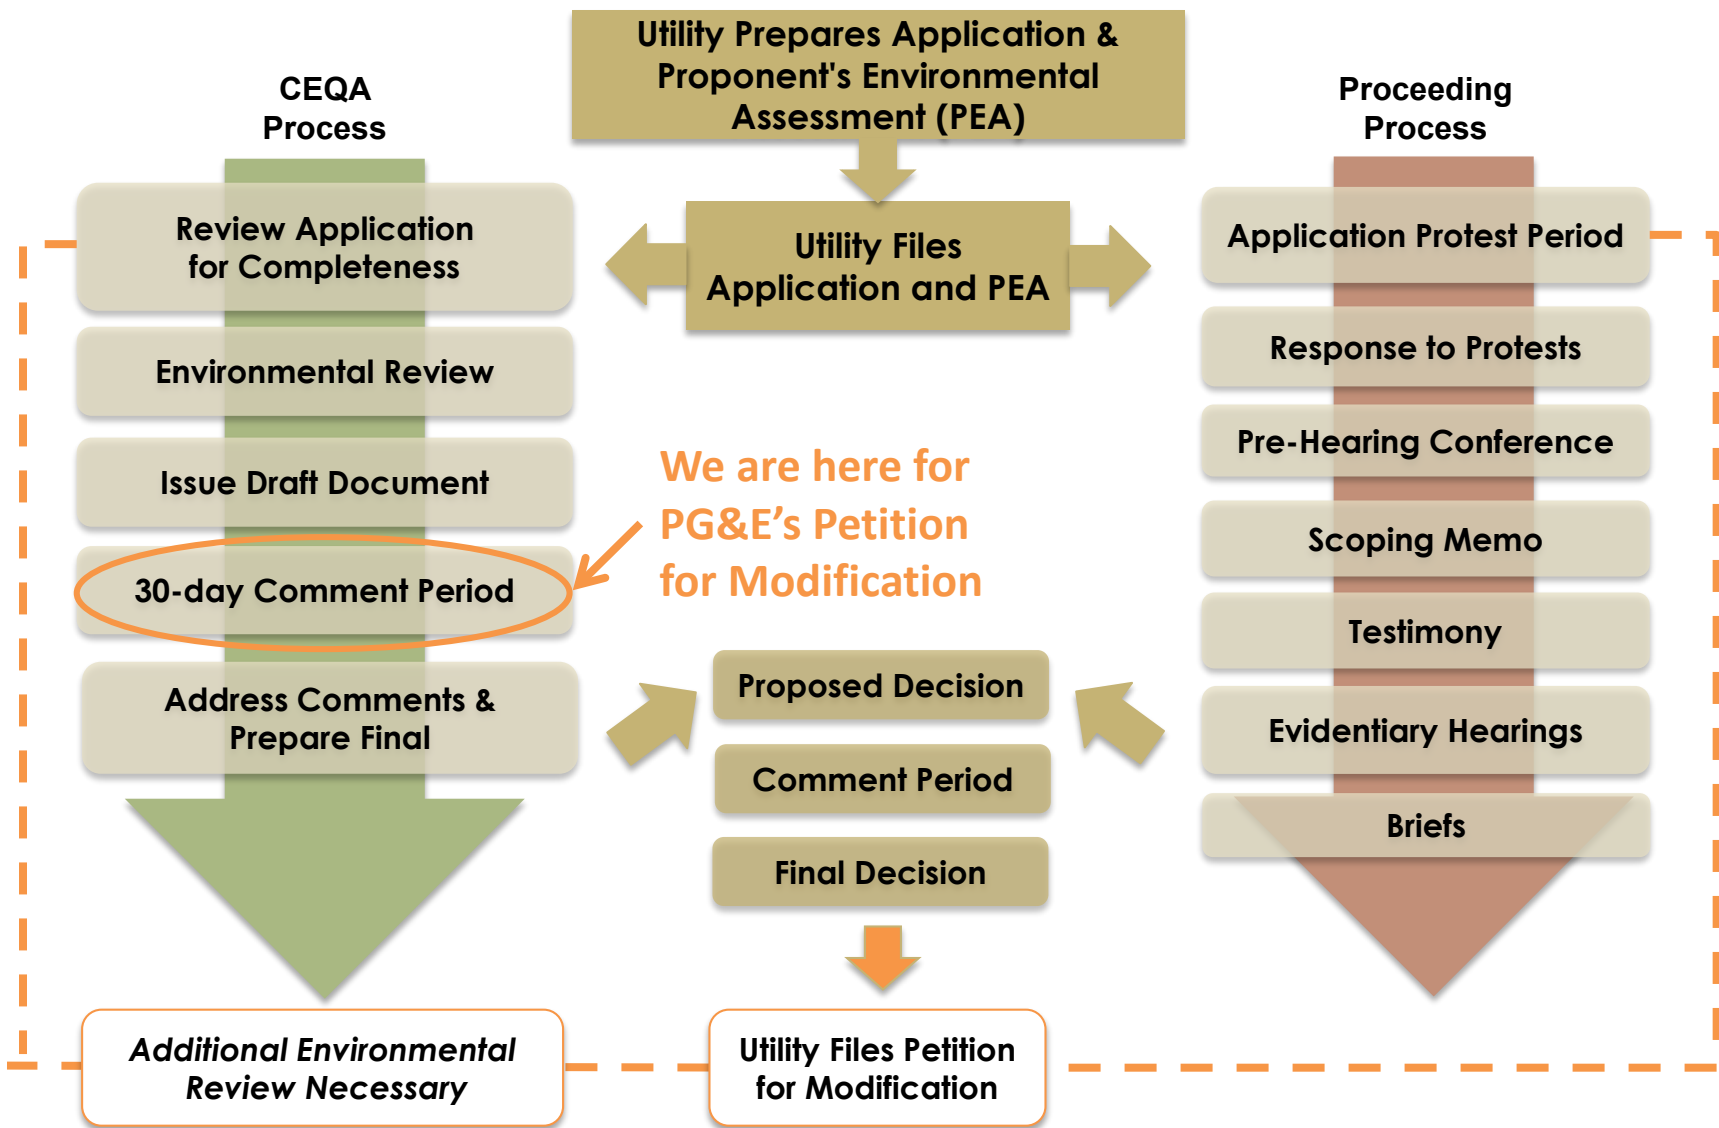 Utility Prepares Application &
Proponent's Environmental
Assessment (PEA)
CEQA
Process
Proceeding
Process
Utility Files
Application and PEA
Review Application
for Completeness
Environmental Review
Issue Draft Document
30-day Comment Period
Address Comments &
Prepare Final
We are here for
PG&E’s Petition
for Modification
Application Protest Period
Response to Protests
Pre-Hearing Conference
Scoping Memo
Testimony
Evidentiary Hearings
Briefs
Proposed Decision
Comment Period
Final Decision
Additional Environmental
Review Necessary
Utility Files Petition
for Modification